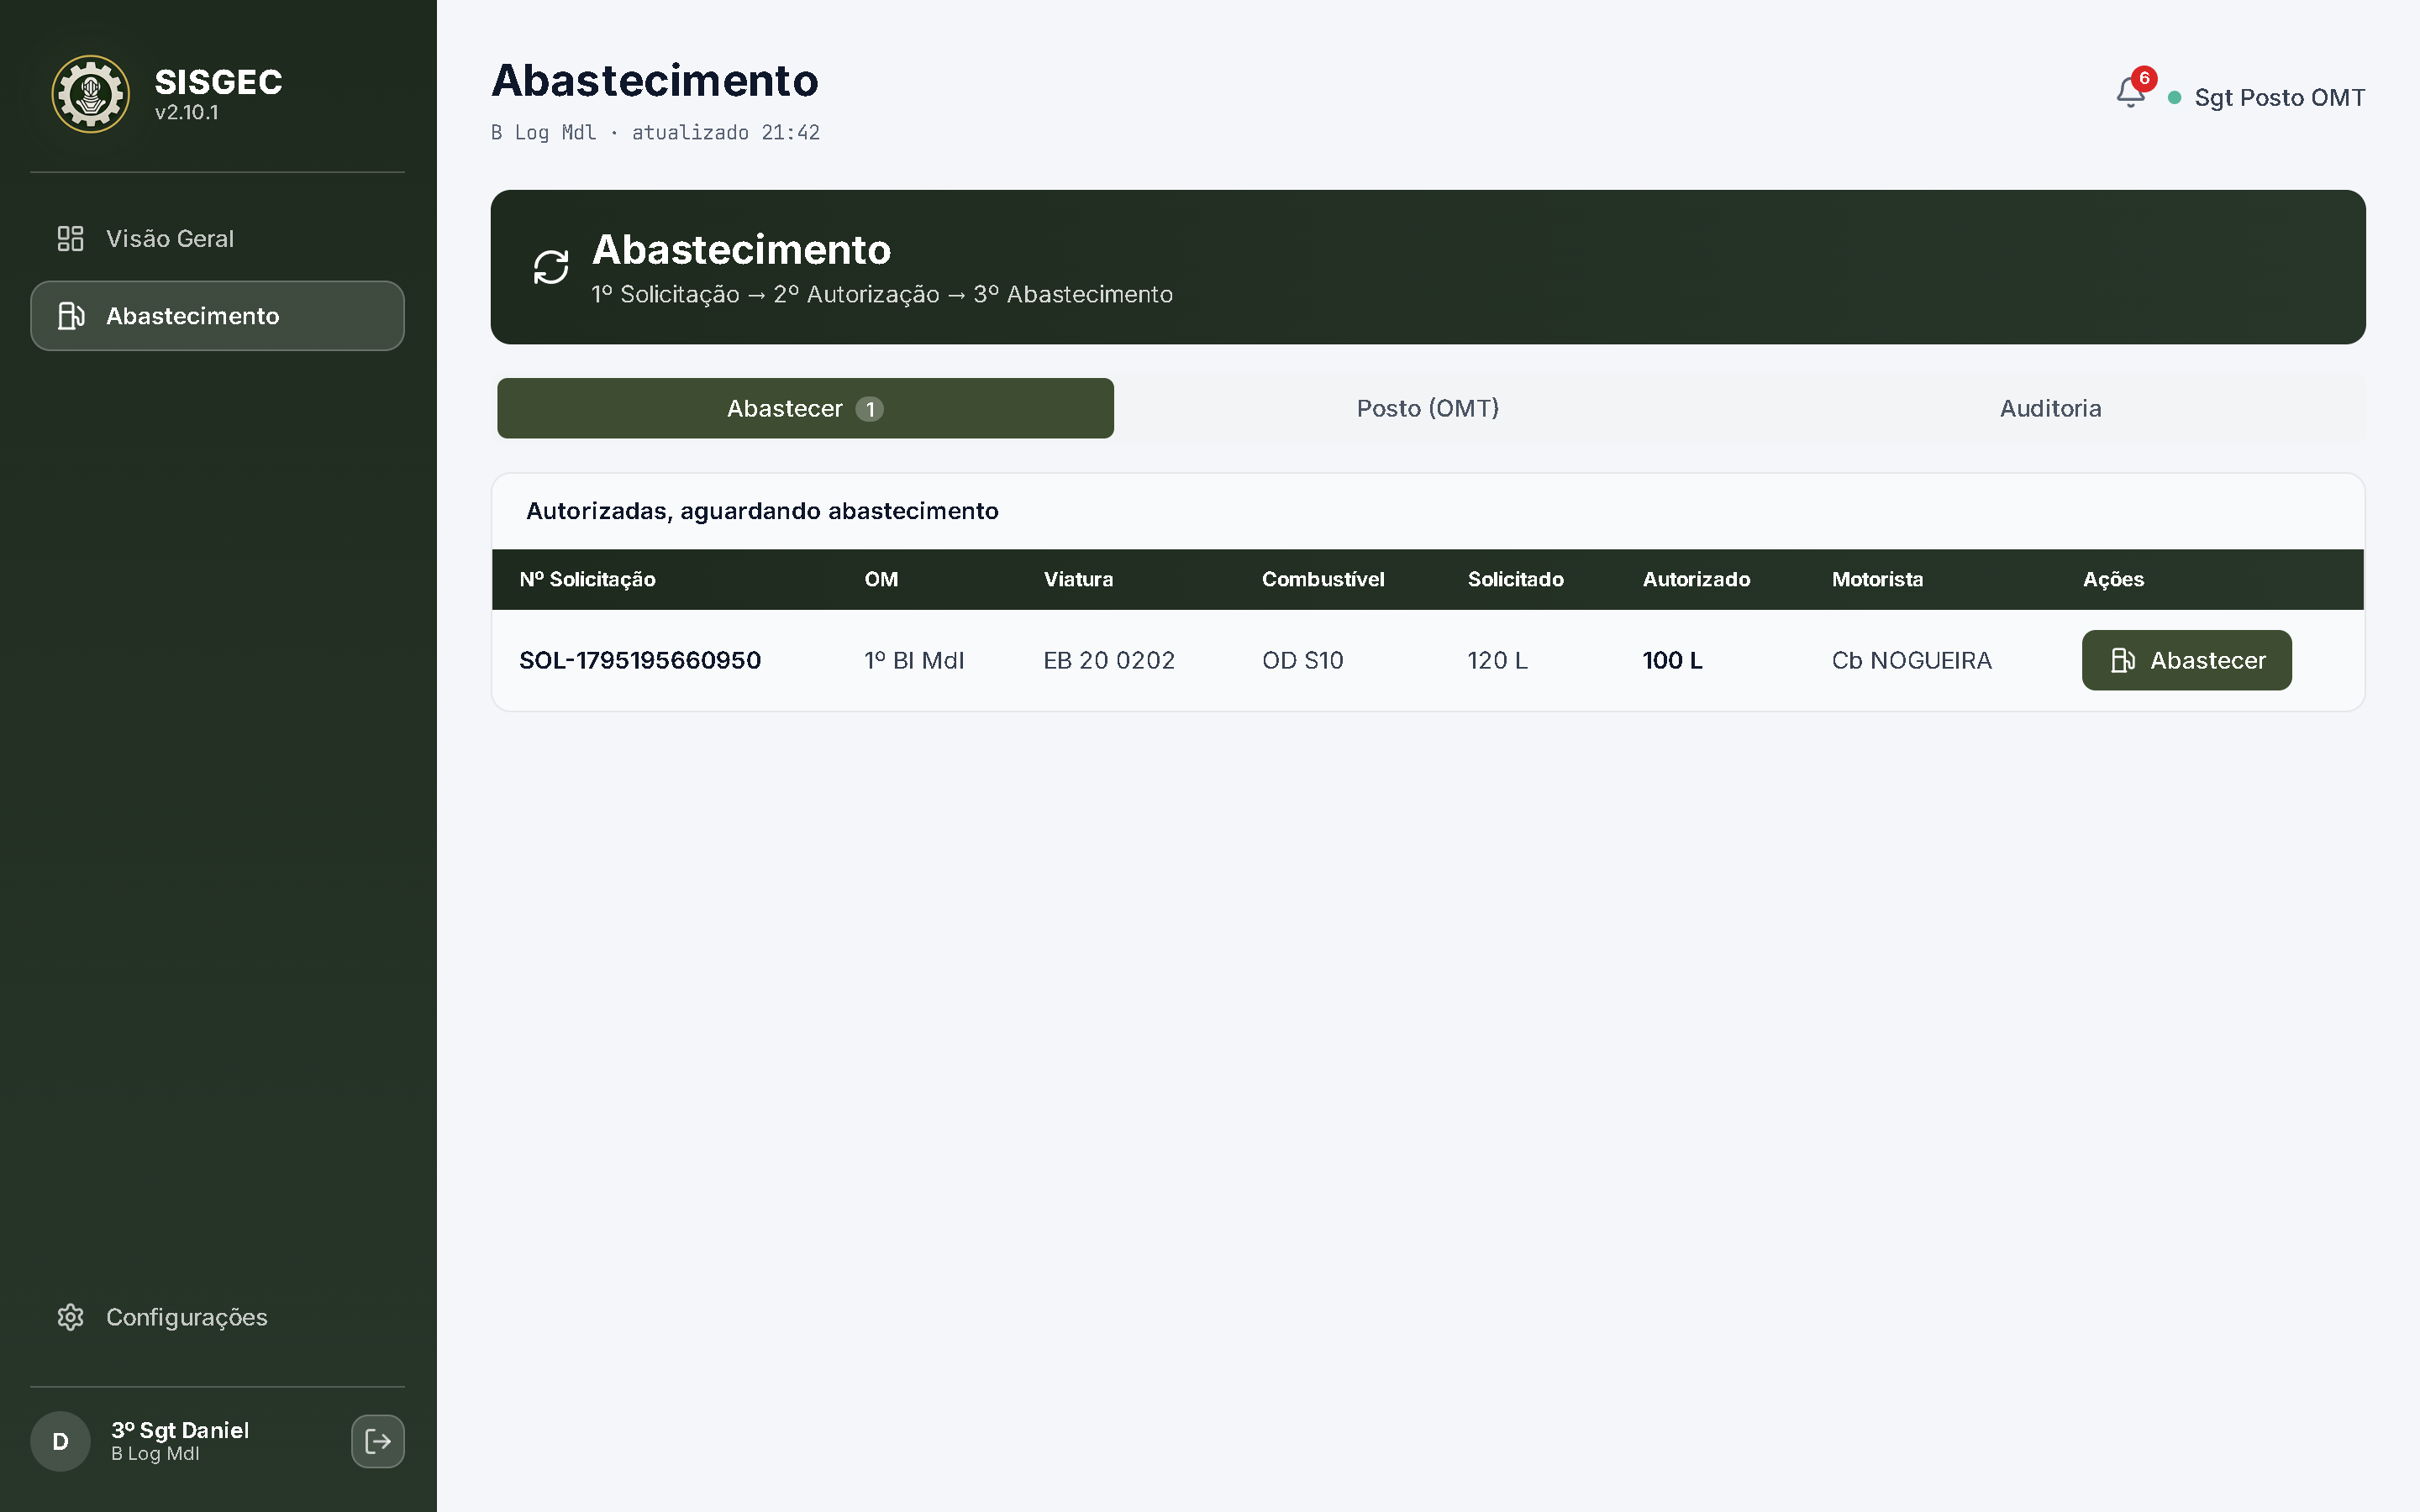 SISGEC
v2.10.1
Visão Geral
Abastecimento
Configurações
D
3º Sgt Daniel
B Log Mdl
Abastecimento
B Log Mdl · atualizado 21:42
6
Sgt Posto OMT
Abastecimento
1º Solicitação → 2º Autorização → 3º Abastecimento
Abastecer 1
Posto (OMT)
Auditoria
Autorizadas, aguardando abastecimento
Nº Solicitação OM Viatura Combustível Solicitado Autorizado Motorista Ações
SOL-1795195660950 1º BI Mdl EB 20 0202 OD S10 120 L 100 L Cb NOGUEIRA Abastecer